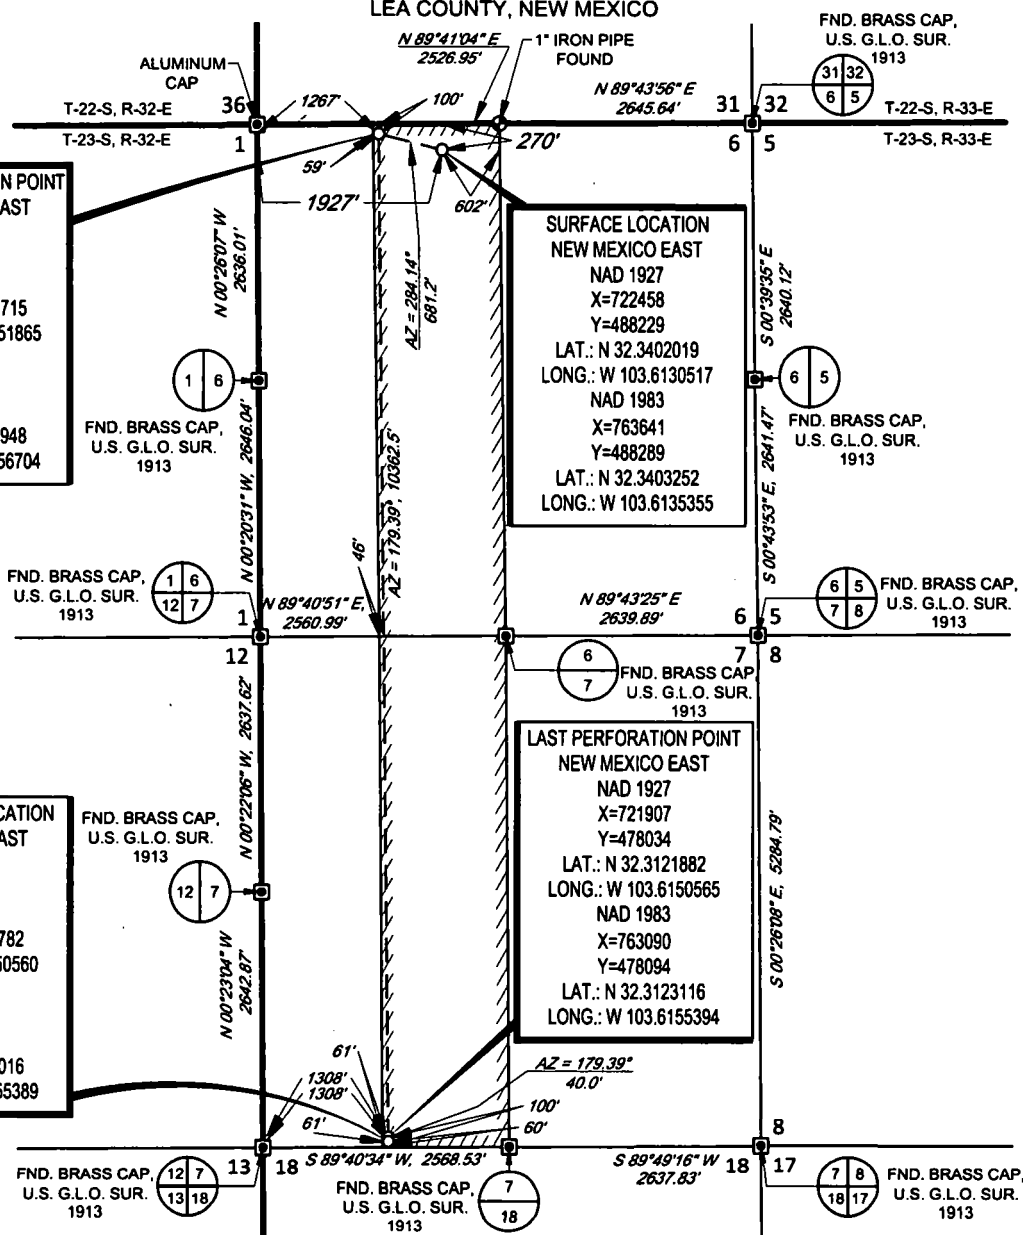 LEA COUNTY, NEW MEXICO
FND. BRASS CAP,
U.S. G.L.O. SUR.
1913
31 32
6 5
N 89°41'04" E
2526.95'
1" IRON PIPE
FOUND
N 89°43'56" E
2645.64'
ALUMINUM
CAP
36
1267'
100'
31 32
T-22-S, R-32-E
T-22-S, R-33-E
T-23-S, R-32-E
T-23-S, R-33-E
1
6 5
270'
59'
1927'
602'
N POINT
AST
715
51865
948
56704
N 00°26'07" W
2636.01'
AZ = 284.14°
681.2'
SURFACE LOCATION
NEW MEXICO EAST
NAD 1927
X=722458
Y=488229
LAT.: N 32.3402019
LONG.: W 103.6130517
NAD 1983
X=763641
Y=488289
LAT.: N 32.3403252
LONG.: W 103.6135355
S 00°39'35" E
2640.12'
1 6
FND. BRASS CAP,
U.S. G.L.O. SUR.
1913
6 5
FND. BRASS CAP,
U.S. G.L.O. SUR.
1913
N 00°20'31" W, 2646.04'
AZ = 179.39°, 10362.5'
S 00°43'53" E, 2641.47'
46'
FND. BRASS CAP,
U.S. G.L.O. SUR.
1913
1 6
12 7
N 89°40'51" E,
2560.99'
N 89°43'25" E
2639.89'
6 5
7 8
FND. BRASS CAP,
U.S. G.L.O. SUR.
1913
1
12
6 5
7 8
6
7
FND. BRASS CAP
U.S. G.L.O. SUR.
1913
N 00°22'06" W, 2637.62'
LAST PERFORATION POINT
NEW MEXICO EAST
NAD 1927
X=721907
Y=478034
LAT.: N 32.3121882
LONG.: W 103.6150565
NAD 1983
X=763090
Y=478094
LAT.: N 32.3123116
LONG.: W 103.6155394
S 00°26'08" E, 5284.79'
CATION
AST
782
50560
016
55389
FND. BRASS CAP,
U.S. G.L.O. SUR.
1913
12 7
N 00°23'04" W
2642.87'
61'
1308'
1308'
61'
AZ = 179.39°
40.0'
100'
60'
13 18
S 89°40'34" W, 2568.53'
S 89°49'16" W
2637.83'
8
18 17
FND. BRASS CAP,
U.S. G.L.O. SUR.
1913
12 7
13 18
FND. BRASS CAP,
U.S. G.L.O. SUR.
1913
7
18
7 8
18 17
FND. BRASS CAP,
U.S. G.L.O. SUR.
1913